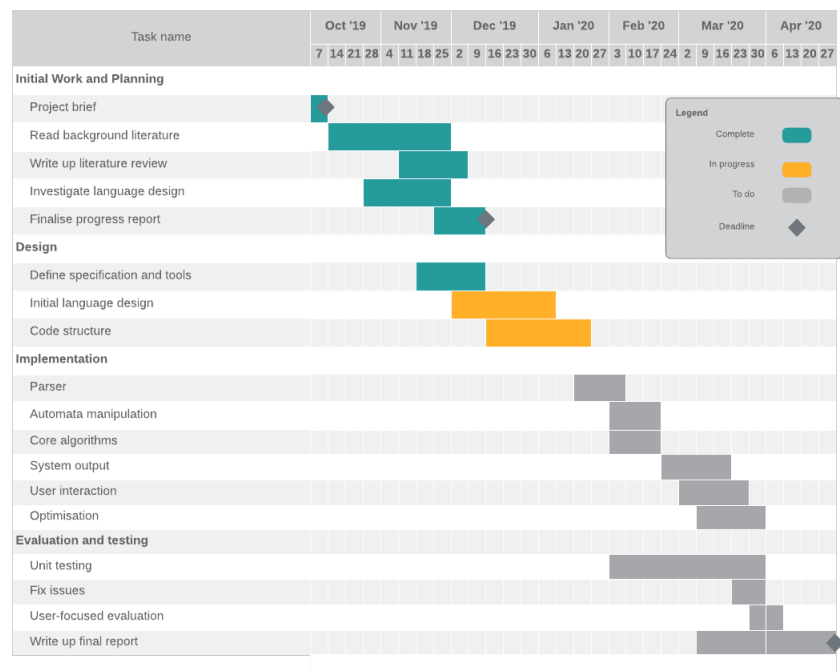 Task name
Oct '19 Nov '19 Dec '19 Jan '20 Feb '20 Mar '20 Apr '20
7 14 21 28 4 11 18 25 2 9 16 23 30 6 13 20 27 3 10 17 24 2 9 16 23 30 6 13 20 27
Initial Work and Planning
Project brief
Read background literature
Write up literature review
Investigate language design
Finalise progress report
Design
Define specification and tools
Initial language design
Code structure
Implementation
Parser
Automata manipulation
Core algorithms
System output
User interaction
Optimisation
Evaluation and testing
Unit testing
Fix issues
User-focused evaluation
Write up final report
Legend
Complete
In progress
To do
Deadline